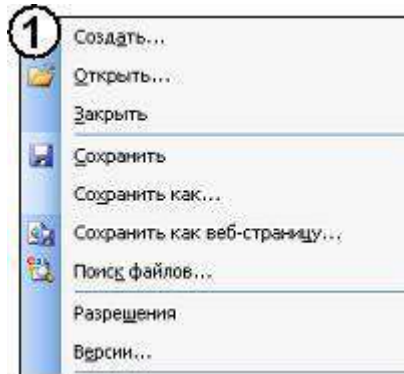 1
Создать...
Открыть...
Закрыть
Сохранить
Сохранить как...
Сохранить как веб-страницу...
Поиск файлов...
Разрешения
Версии...